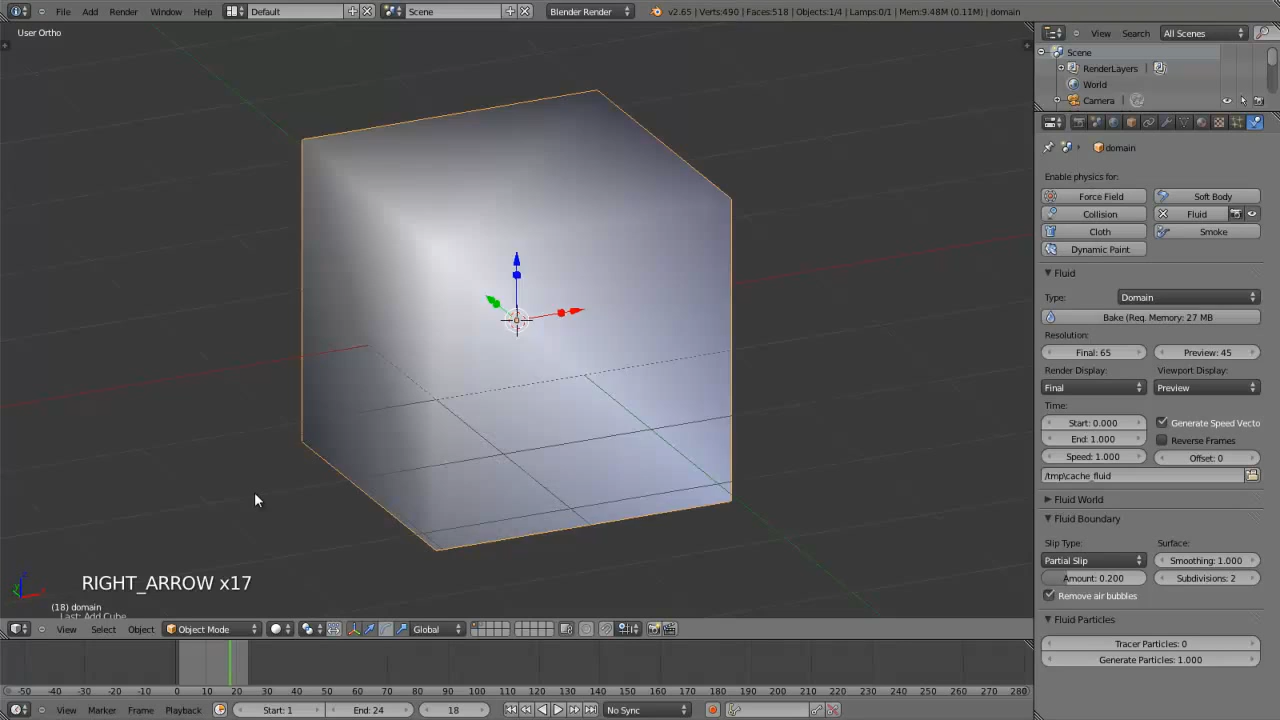 File Add Render Window Help Default Scene Blender Render v2.65 | Verts:490 | Faces:518 | Objects:1/4 | Lamps:0/1 | Mem:9.48M (0.11M) | domain
User Ortho
View Search All Scenes
Scene
RenderLayers
World
Camera
domain
Enable physics for:
Force Field Soft Body
Collision Fluid
Cloth Smoke
Dynamic Paint
Fluid
Type: Domain
Bake (Req. Memory: 27 MB
Resolution:
Final: 65 Preview: 45
Render Display: Viewport Display:
Final Preview
Time:
Start: 0.000 Generate Speed Vecto
End: 1.000 Reverse Frames
Speed: 1.000 Offset: 0
/tmp\cache_fluid
Fluid World
Fluid Boundary
Slip Type: Surface:
Partial Slip Smoothing: 1.000
Amount: 0.200 Subdivisions: 2
Remove air bubbles
Fluid Particles
Tracer Particles: 0
Generate Particles: 1.000
RIGHT_ARROW x17
(18) domain
Last: Add Cube
View Select Object Object Mode Global
-50 -40 -30 -20 -10 0 10 20 30 40 50 60 70 80 90 100 110 120 130 140 150 160 170 180 190 200 210 220 230 240 250 260 270 280
View Marker Frame Playback Start: 1 End: 24 18 No Sync